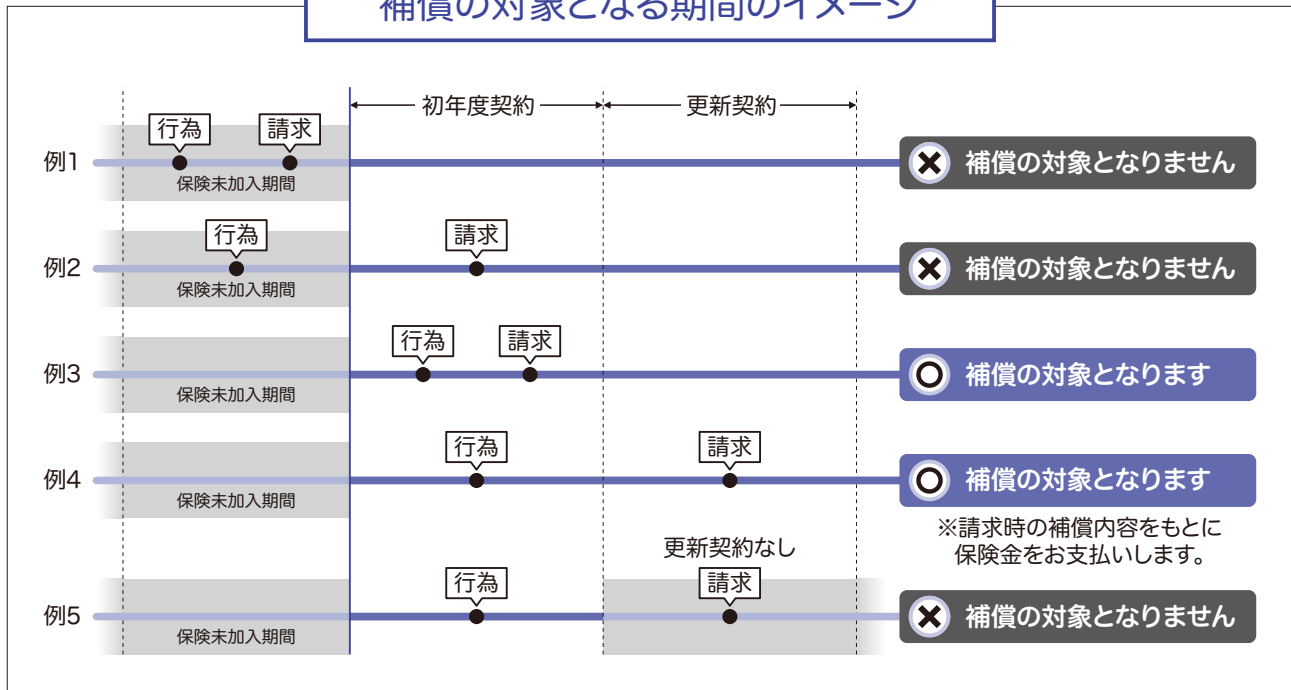 補償の対象となる期間のイメージ
初年度契約 更新契約
行為 請求
例1 補償の対象となりません
保険未加入期間
行為 請求
例2 補償の対象となりません
保険未加入期間
行為 請求
例3 補償の対象となります
保険未加入期間
行為 請求
例4 補償の対象となります
保険未加入期間
※請求時の補償内容をもとに
保険金をお支払いします。
更新契約なし
行為 請求
例5 補償の対象となりません
保険未加入期間